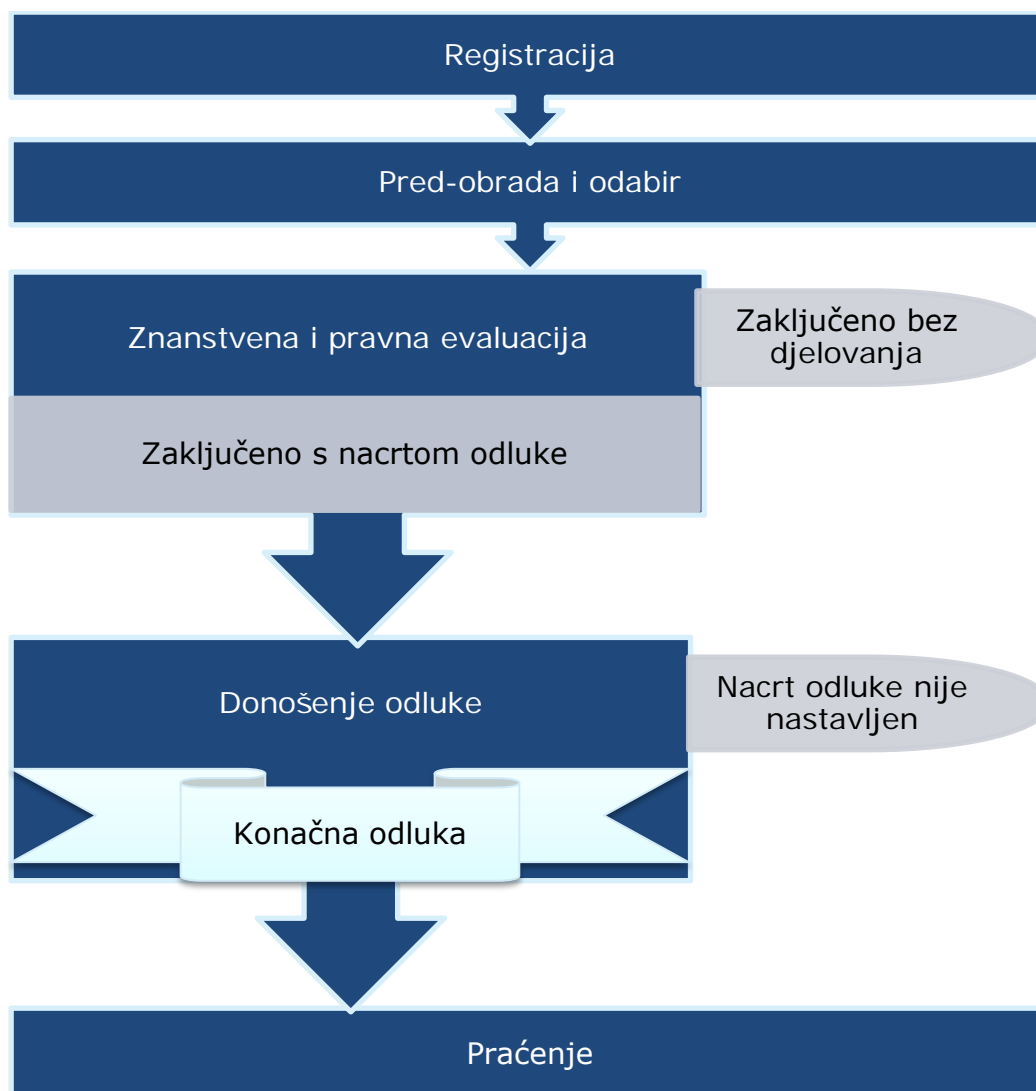 Registracija
Pred-obrada i odabir
Znanstvena i pravna evaluacija
Zaključeno bez
djelovanja
Zaključeno s nacrtom odluke
Donošenje odluke
Nacrt odluke nije
nastavljen
Konačna odluka
Praćenje